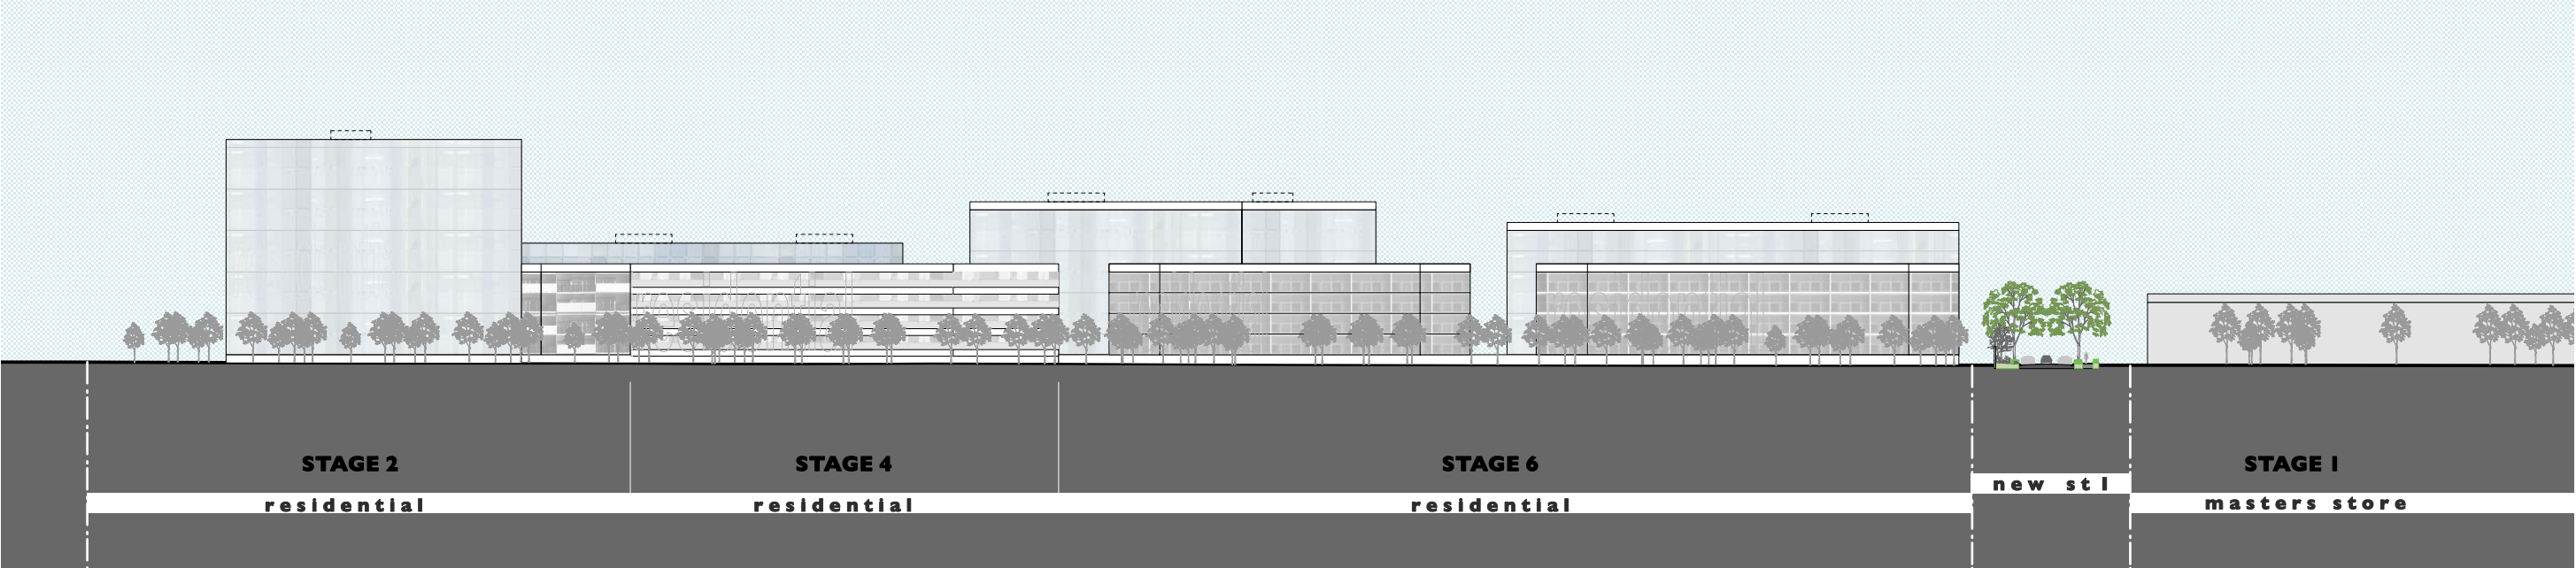 STAGE 2
STAGE 4
STAGE 6
STAGE 1
residential
residential
residential
new st 1
masters store